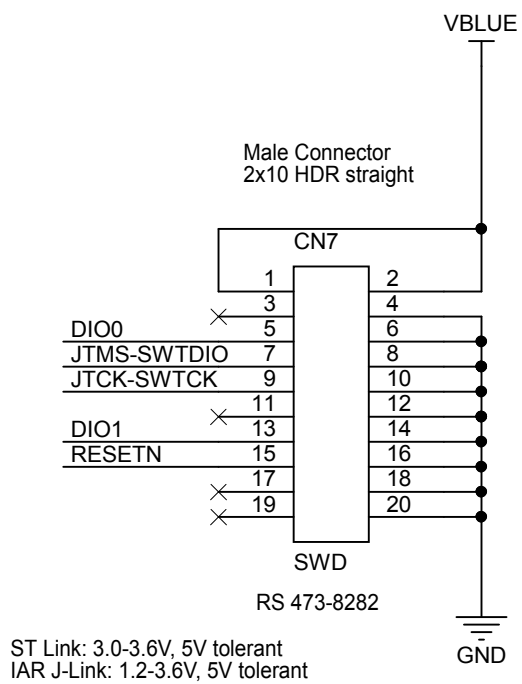 VBLUE
Male Connector
2x10 HDR straight
CN7
1 2
3 4
DIO0 5 6
JTMS-SWTDIO 7 8
JTCK-SWTCK 9 10
11 12
DIO1 13 14
RESETN 15 16
17 18
19 20
SWD
RS 473-8282
GND
ST Link: 3.0-3.6V, 5V tolerant
IAR J-Link: 1.2-3.6V, 5V tolerant